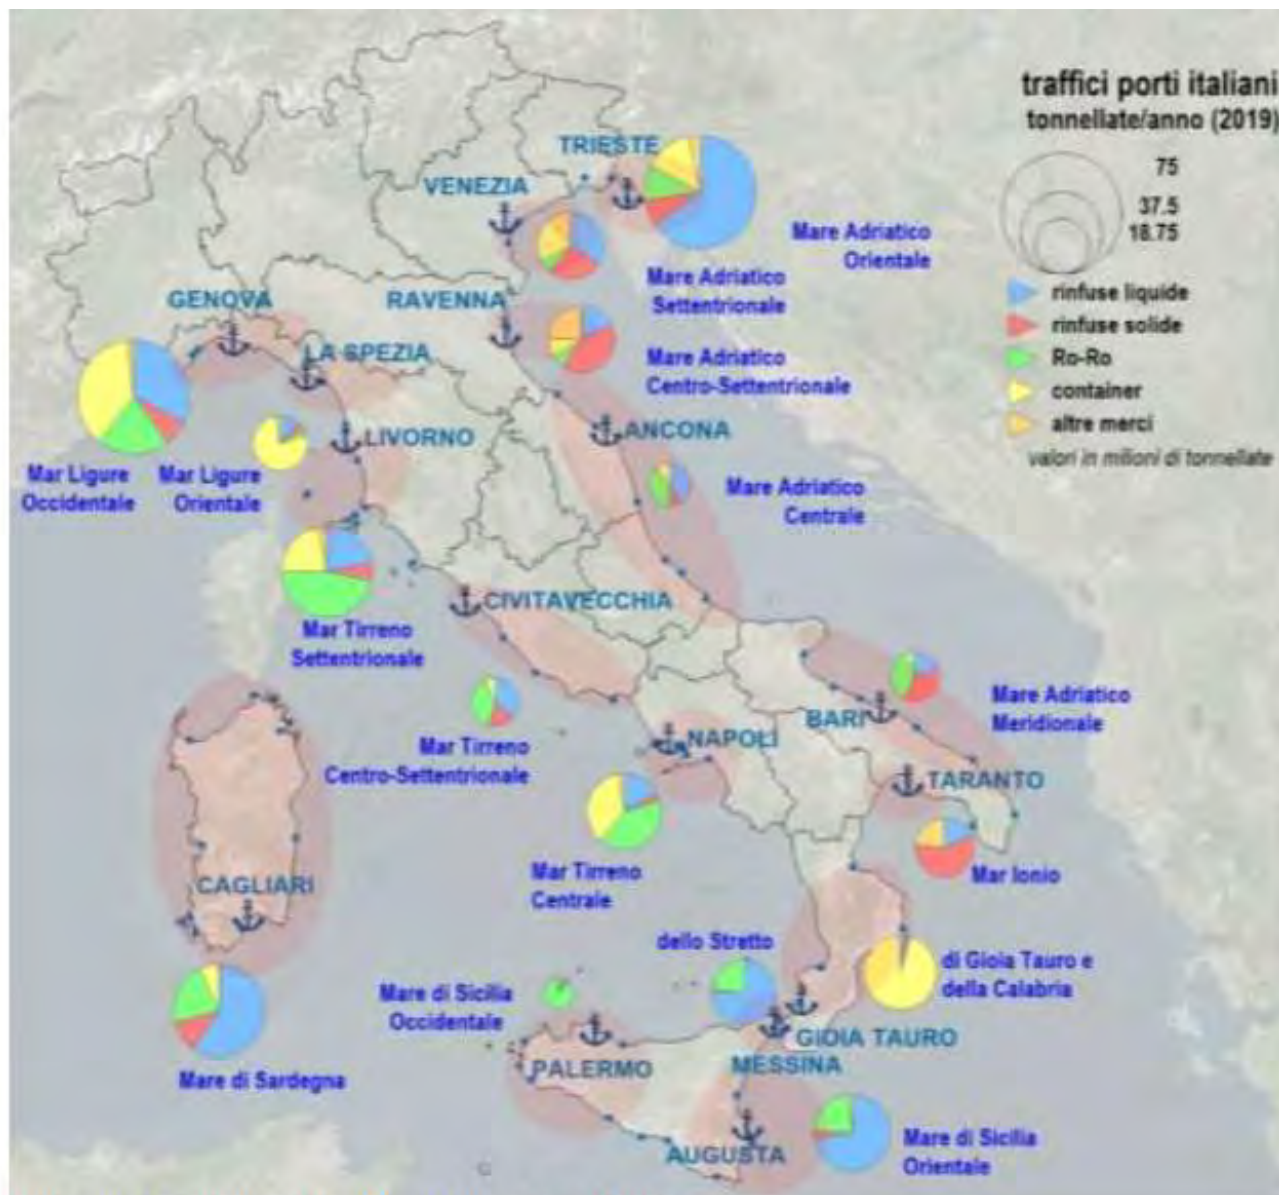 traffici porti italiani
tonnellate/anno (2019)
75
37.5
18.75
rinfuse liquide
rinfuse solide
Ro-Ro
container
altre merci
valori in milioni di tonnellate
TRIESTE
VENEZIA
Mare Adriatico
Orientale
Mare Adriatico
Settentrionale
GENOVA
RAVENNA
LA SPEZIA
Mare Adriatico
Centro-Settentrionale
LIVORNO
ANCONA
Mar Ligure
Occidentale
Mar Ligure
Orientale
Mare Adriatico
Centrale
CIVITAVECCHIA
Mar Tirreno
Settentrionale
Mare Adriatico
Meridionale
BARI
NAPOLI
Mar Tirreno
Centro-Settentrionale
TARANTO
Mar Tirreno
Centrale
Mar Ionio
CAGLIARI
dello Stretto
di Gioia Tauro e
della Calabria
Mare di Sicilia
Occidentale
GIOIA TAURO
PALERMO
MESSINA
Mare di Sardegna
AUGUSTA
Mare di Sicilia
Orientale